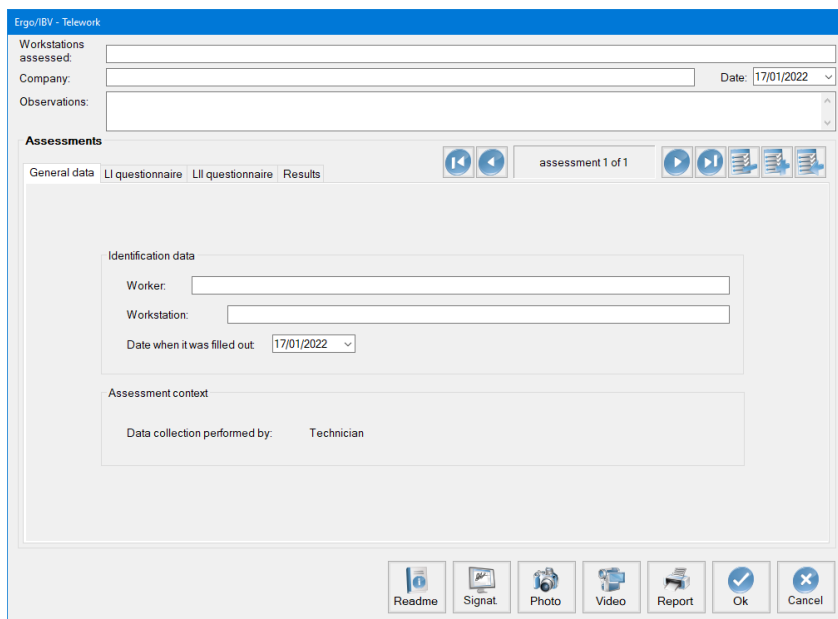 Ergo/IBV - Telework
Workstations
assessed:
Company:
Date: 17/01/2022
Observations:
Assessments
assessment 1 of 1
General data LI questionnaire LII questionnaire Results
Identification data
Worker:
Workstation:
Date when it was filled out: 17/01/2022
Assessment context
Data collection performed by: Technician
Readme Signat. Photo Video Report Ok Cancel